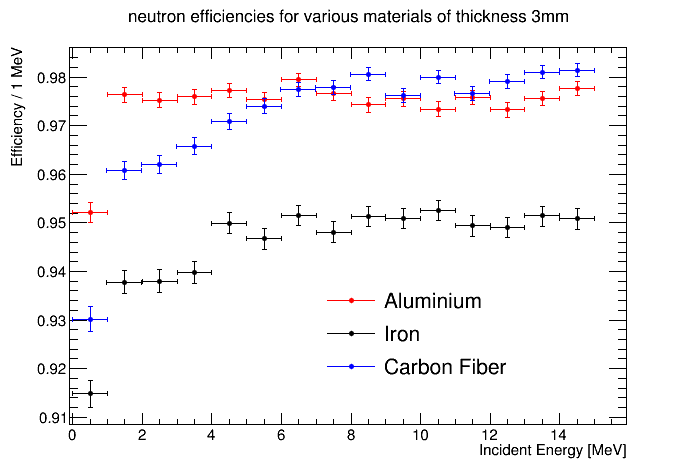 neutron efficiencies for various materials of thickness 3mm
Efficiency / 1 MeV
0.98
0.97
0.96
0.95
0.94
0.93
0.92
0.91
Aluminium
Iron
Carbon Fiber
0 2 4 6 8 10 12 14
Incident Energy [MeV]